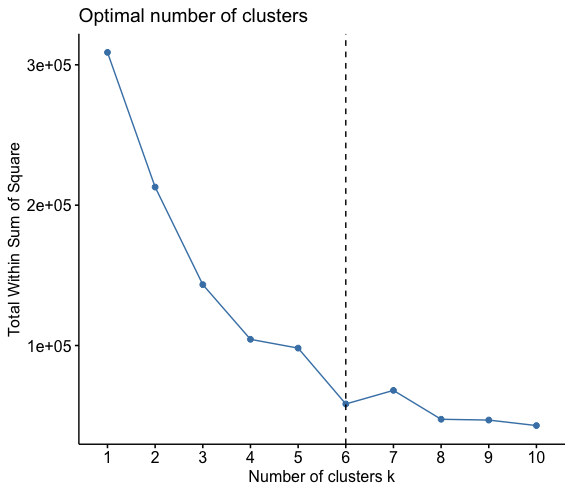 Optimal number of clusters
Total Within Sum of Square
3e+05
2e+05
1e+05
1 2 3 4 5 6 7 8 9 10
Number of clusters k